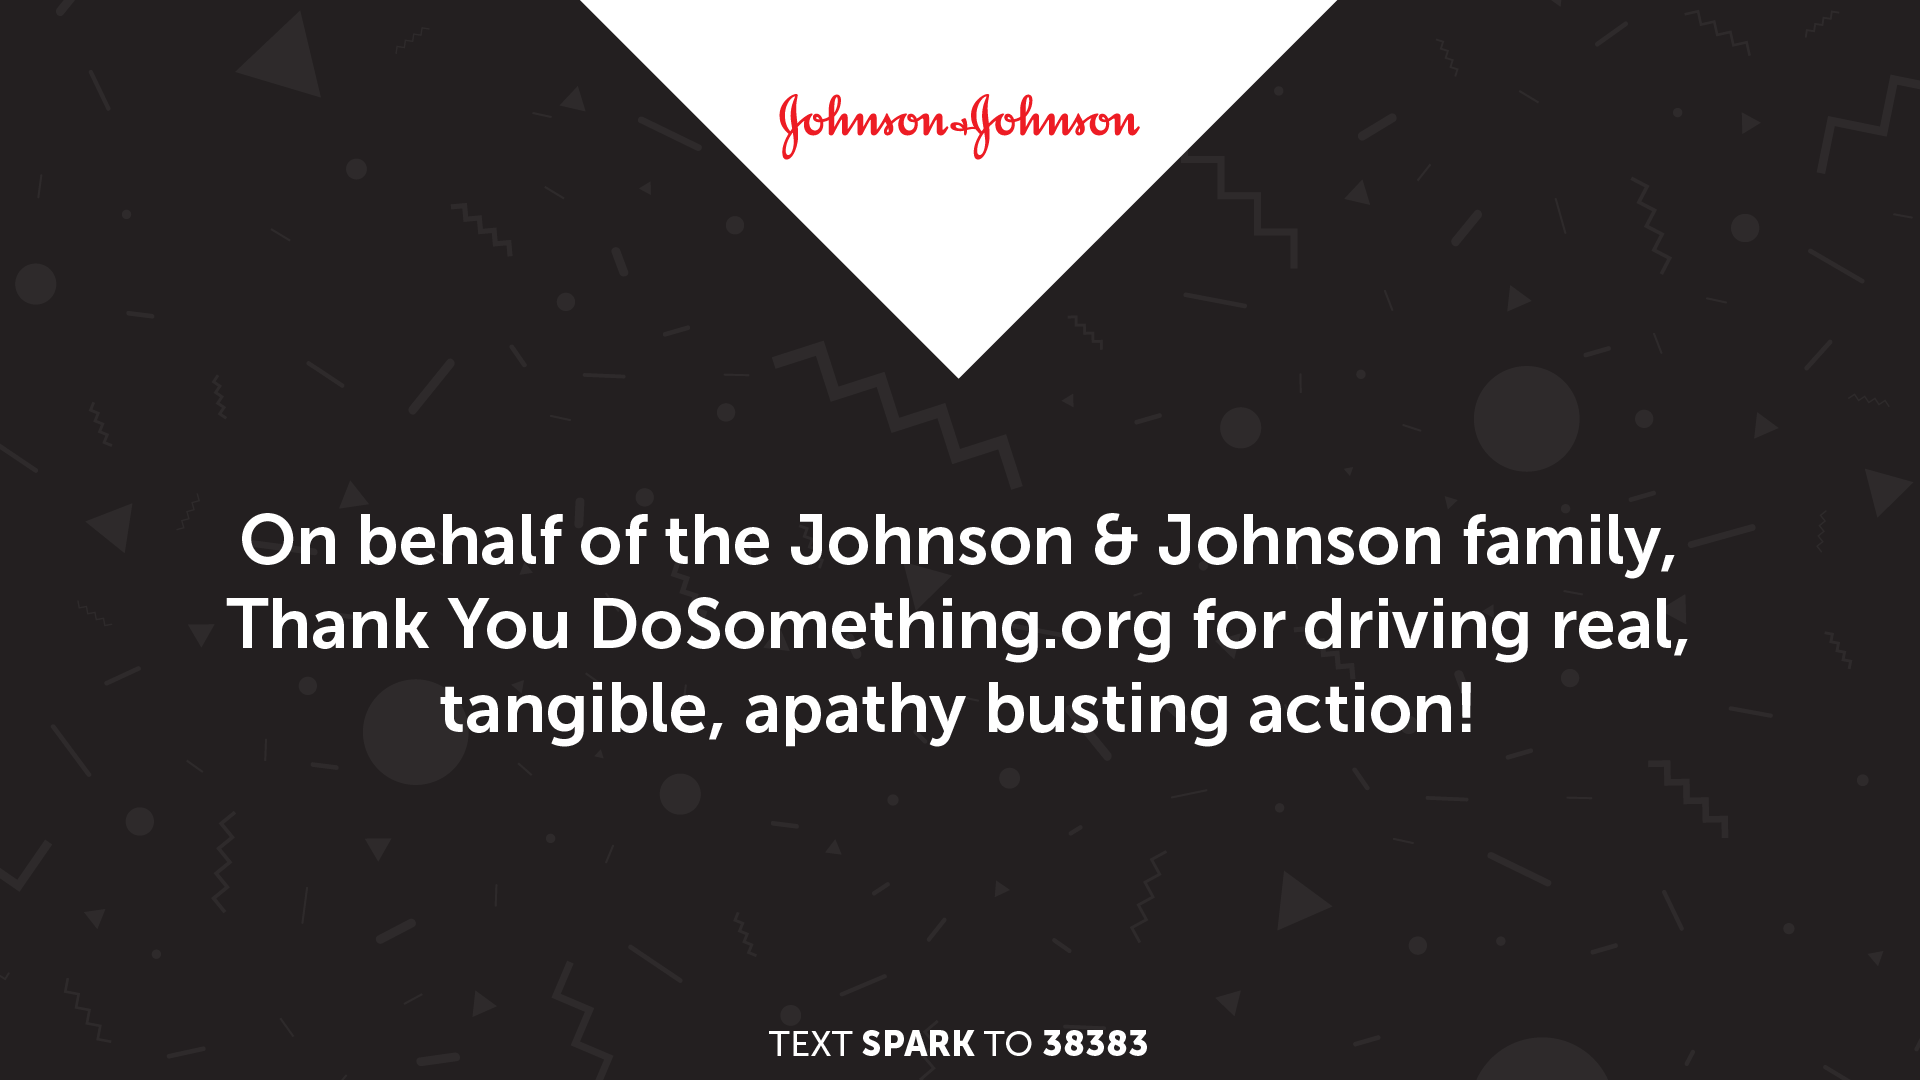 Johnson & Johnson
On behalf of the Johnson & Johnson family,
Thank You DoSomething.org for driving real,
tangible, apathy busting action!
TEXT SPARK TO 38383